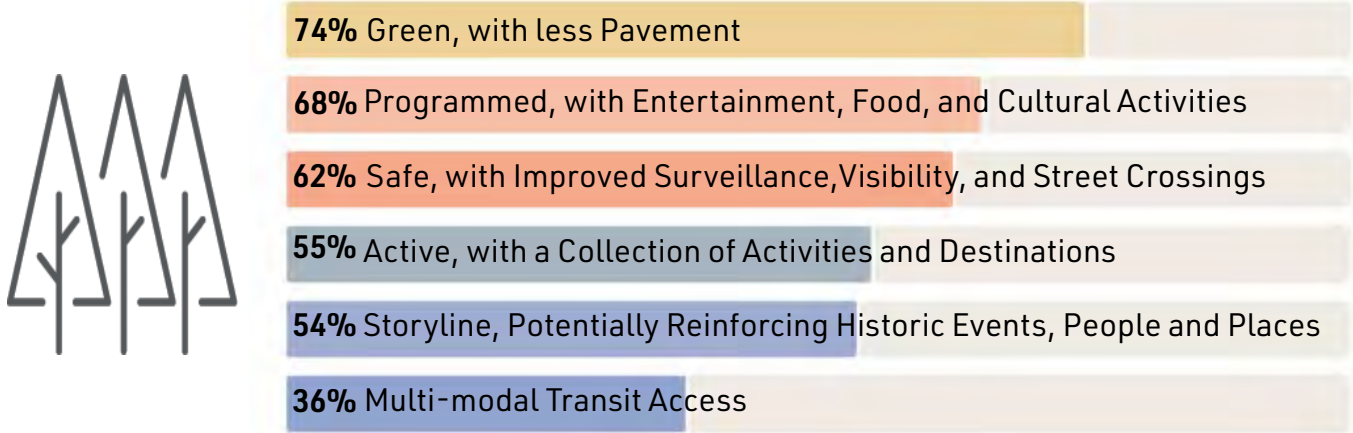 74% Green, with less Pavement
68% Programmed, with Entertainment, Food, and Cultural Activities
62% Safe, with Improved Surveillance,Visibility, and Street Crossings
55% Active, with a Collection of Activities and Destinations
54% Storyline, Potentially Reinforcing Historic Events, People and Places
36% Multi-modal Transit Access